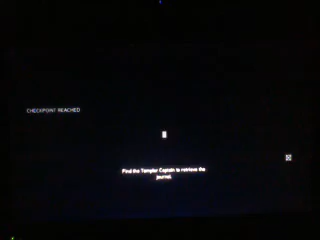 CHECKPOINT REACHED
Find the Templar Captain to retrieve the
journal.